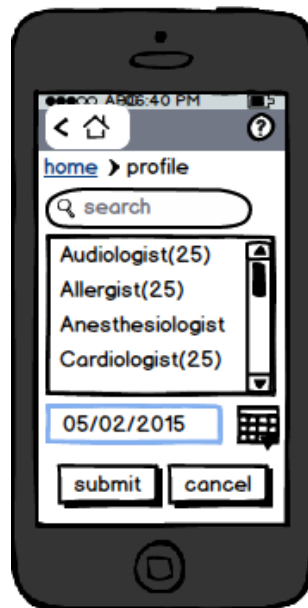 6:40 PM
?
home > profile
search
Audiologist(25)
Allergist(25)
Anesthesiologist
Cardiologist(25)
05/02/2015
submit cancel